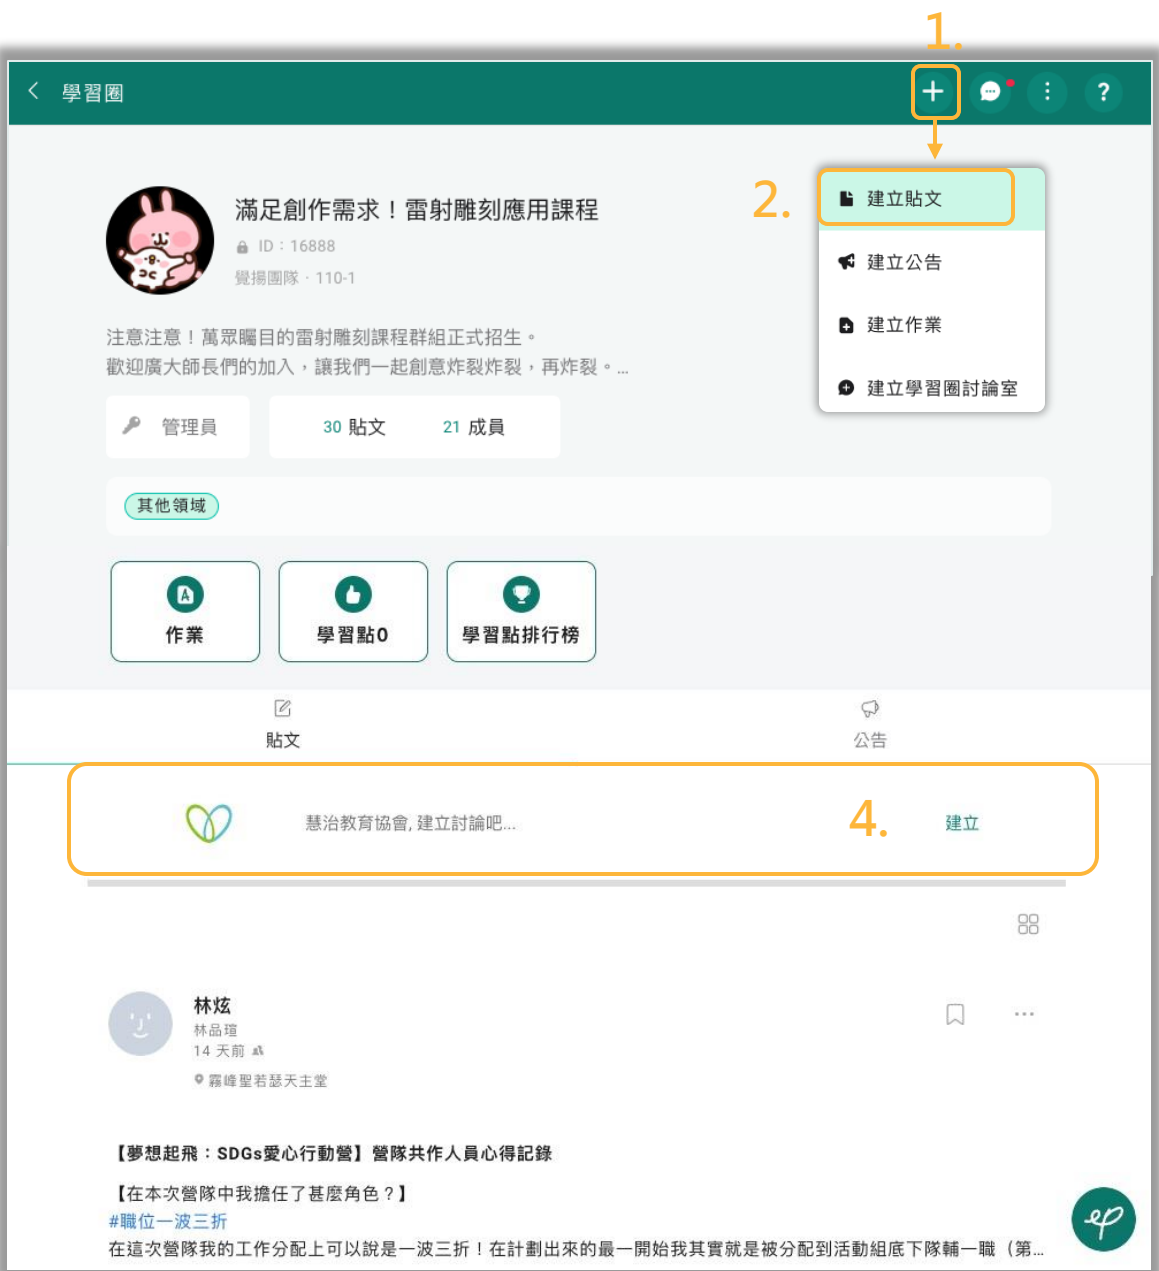 1.
學習圈
?
滿足創作需求！雷射雕刻應用課程
ID：16888
覺揚團隊 · 110-1
2.
建立貼文
建立公告
建立作業
建立學習圈討論室
注意注意！萬眾矚目的雷射雕刻課程群組正式招生。
歡迎廣大師長們的加入，讓我們一起創意炸裂炸裂，再炸裂。...
管理員
30 貼文
21 成員
其他領域
作業
學習點0
學習點排行榜
貼文
公告
慧治教育協會, 建立討論吧...
4.
建立
林炫
林品瑄
14 天前
霧峰聖若瑟天主堂
【夢想起飛：SDGs愛心行動營】營隊共作人員心得記錄
【在本次營隊中我擔任了甚麼角色？】
#職位一波三折
在這次營隊我的工作分配上可以說是一波三折！在計劃出來的最一開始我其實就是被分配到活動組底下隊輔一職（第...
ep